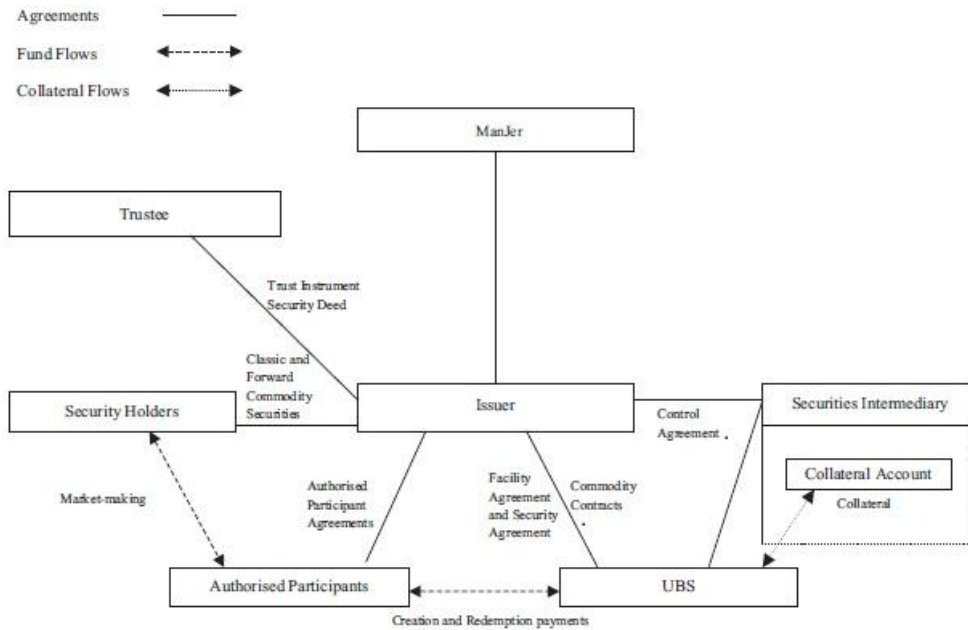 Agreements
Fund Flows
Collateral Flows
ManJer
Trustee
Trust Instrument
Security Deed
Classic and
Forward
Commodity
Securities
Security Holders
Issuer
Control
Agreement
Securities Intermediary
Collateral Account
Collateral
Market-making
Authorised
Participant
Agreements
Facility
Agreement
and Security
Agreement
Commodity
Contracts
Authorised Participants
UBS
Creation and Redemption payments